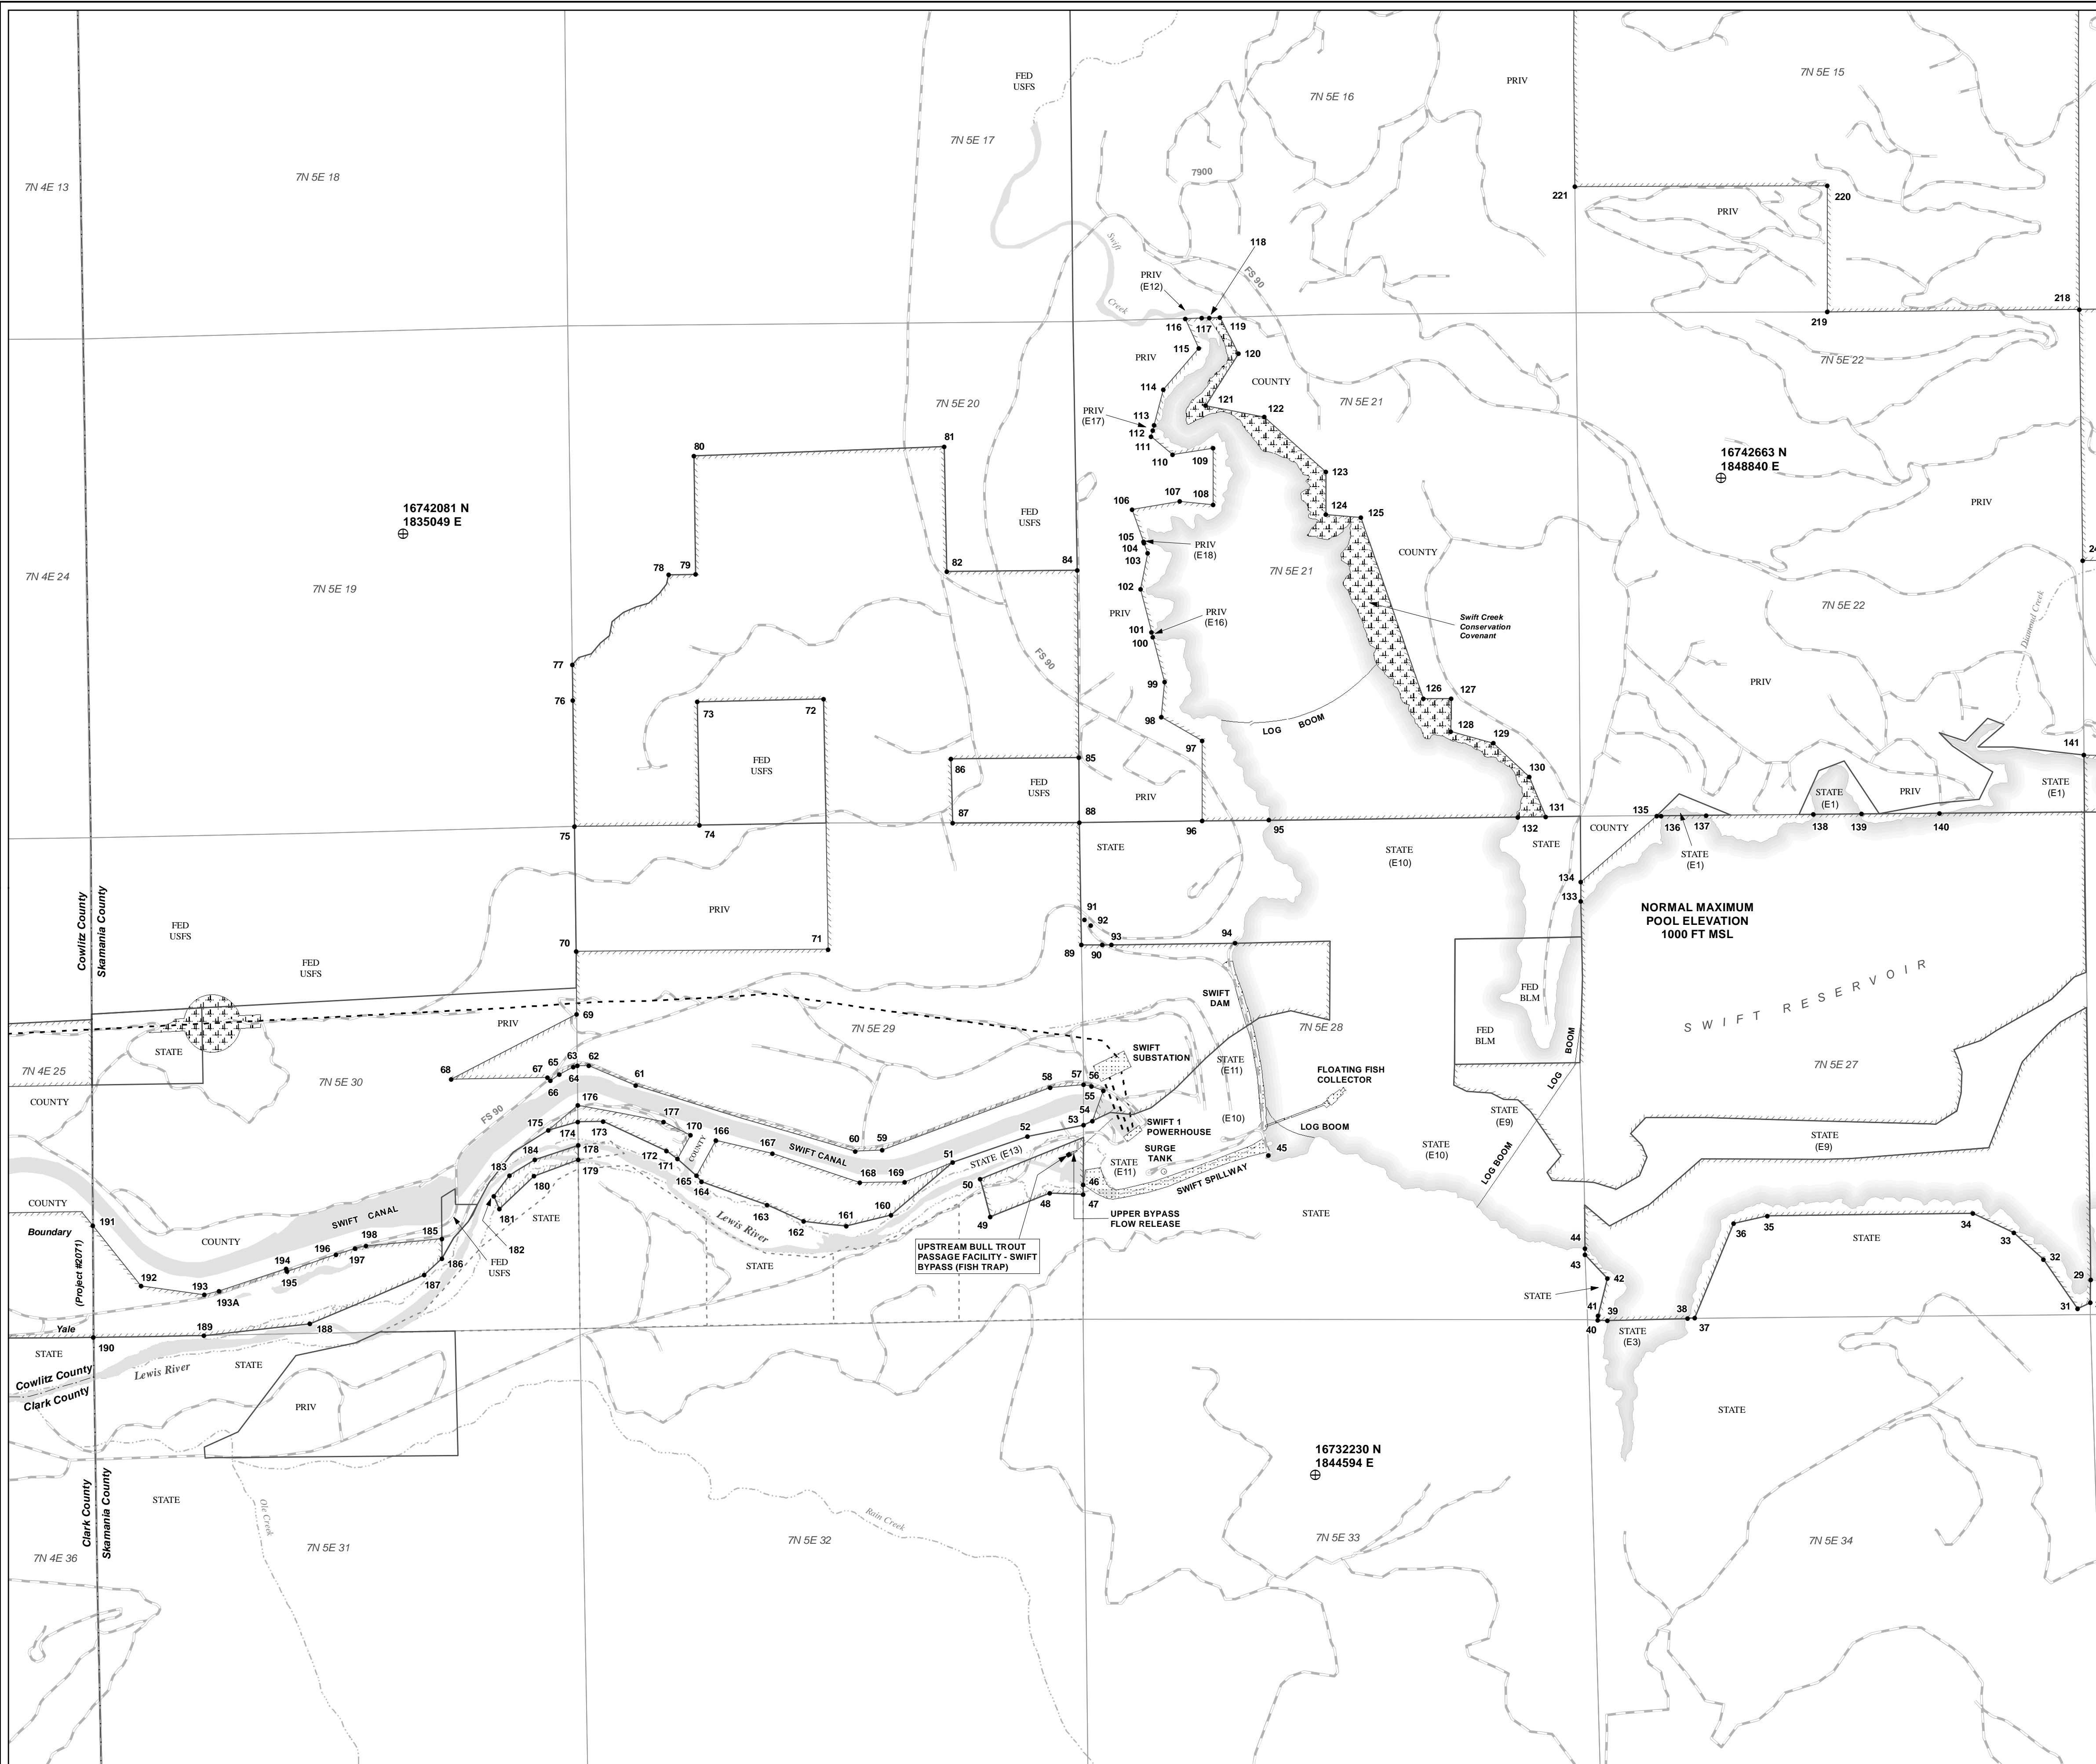 FED
USFS
PRIV
7N 5E 15
7N 5E 16
7N 5E 17
7N 5E 18
7N 4E 13
7900
221
220
PRIV
Swift
Creek
118
FS 90
PRIV
(E12)
218
219
116
117
119
115
120
PRIV
7N 5E 22
114
COUNTY
7N 5E 20
121
7N 5E 21
113
PRIV
(E17)
122
112
111
80
81
110
109
16742663 N
1848840 E
123
107
108
106
PRIV
16742081 N
1835049 E
FED
USFS
124
125
105
104
103
PRIV
(E18)
COUNTY
24
78
79
82
84
7N 4E 24
7N 5E 19
7N 5E 21
102
PRIV
PRIV
(E16)
Swift Creek
Conservation
Covenant
7N 5E 22
Diamond Creek
101
100
77
FS 90
99
PRIV
76
73
72
126
127
98
LOG BOOM
128
129
97
141
FED
USFS
86
85
FED
USFS
130
STATE
(E1)
PRIV
STATE
(E1)
PRIV
131
135
136
137
138
139
140
75
74
87
88
96
95
132
COUNTY
STATE
STATE
(E10)
STATE
STATE
(E1)
134
133
Cowlitz County
Skamania County
FED
USFS
PRIV
91
92
NORMAL MAXIMUM
POOL ELEVATION
1000 FT MSL
70
71
93
94
89
90
FED
USFS
SWIFT RESERVOIR
SWIFT
DAM
FED
BLM
69
PRIV
7N 5E 29
7N 5E 28
FED
BLM
STATE
SWIFT
SUBSTATION
LOG BOOM
7N 5E 27
7N 4E 25
7N 5E 30
68
67
65
63
62
66
64
61
58
57
56
55
STATE
(E11)
FLOATING FISH
COLLECTOR
COUNTY
FS 90
176
54
53
(E10)
STATE
(E9)
175
174
173
177
170
166
167
60
59
52
SWIFT 1
POWERHOUSE
LOG BOOM
STATE
(E10)
STATE
(E9)
172
171
COUNTY
SWIFT CANAL
STATE (E13)
51
SURGE
TANK
45
184
178
183
179
165
164
168
169
50
STATE
(E11)
46
LOG BOOM
180
SWIFT SPILLWAY
181
STATE
163
162
161
160
49
48
47
STATE
UPPER BYPASS
FLOW RELEASE
COUNTY
Boundary
191
COUNTY
SWIFT CANAL
Lewis River
36
35
34
33
32
STATE
185
182
FED
USFS
UPSTREAM BULL TROUT
PASSAGE FACILITY - SWIFT
BYPASS (FISH TRAP)
44
43
(Project #2071)
198
196
197
194
195
186
187
STATE
42
192
193
193A
STATE
41
40
39
38
37
31
29
Yale
190
189
188
STATE
(E3)
STATE
Lewis River
STATE
Cowlitz County
Clark County
PRIV
STATE
16732230 N
1844594 E
Clark County
Skamania County
STATE
Ole Creek
Rain Creek
7N 4E 36
7N 5E 31
7N 5E 32
7N 5E 33
7N 5E 34